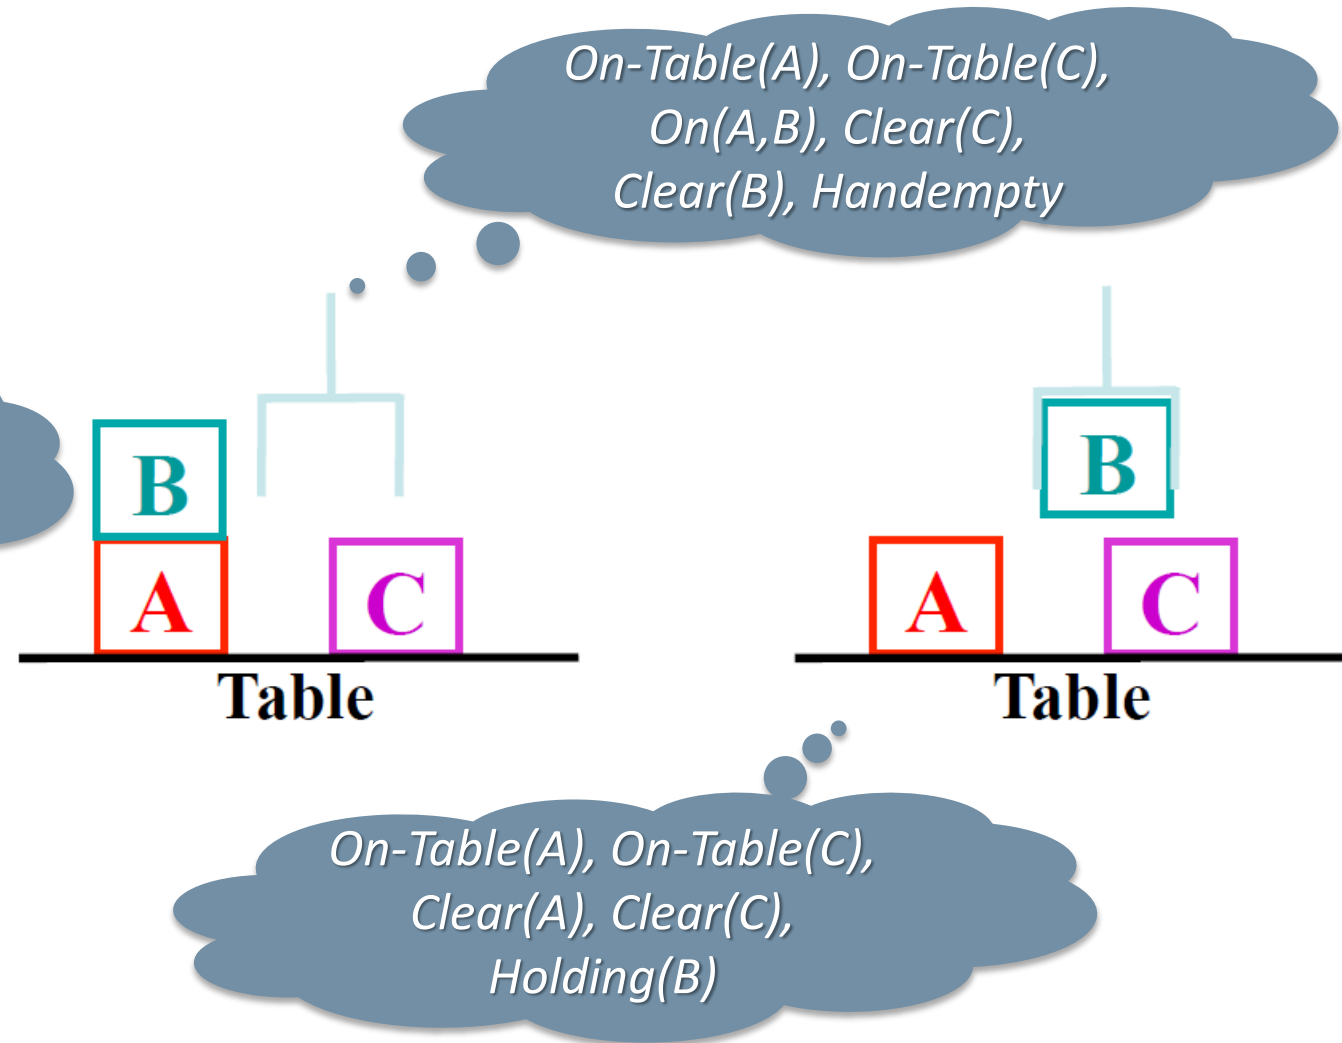 On-Table(A), On-Table(C),
On(A,B), Clear(C),
Clear(B), Handempty
B
A
C
Table
B
A
C
Table
On-Table(A), On-Table(C),
Clear(A), Clear(C),
Holding(B)